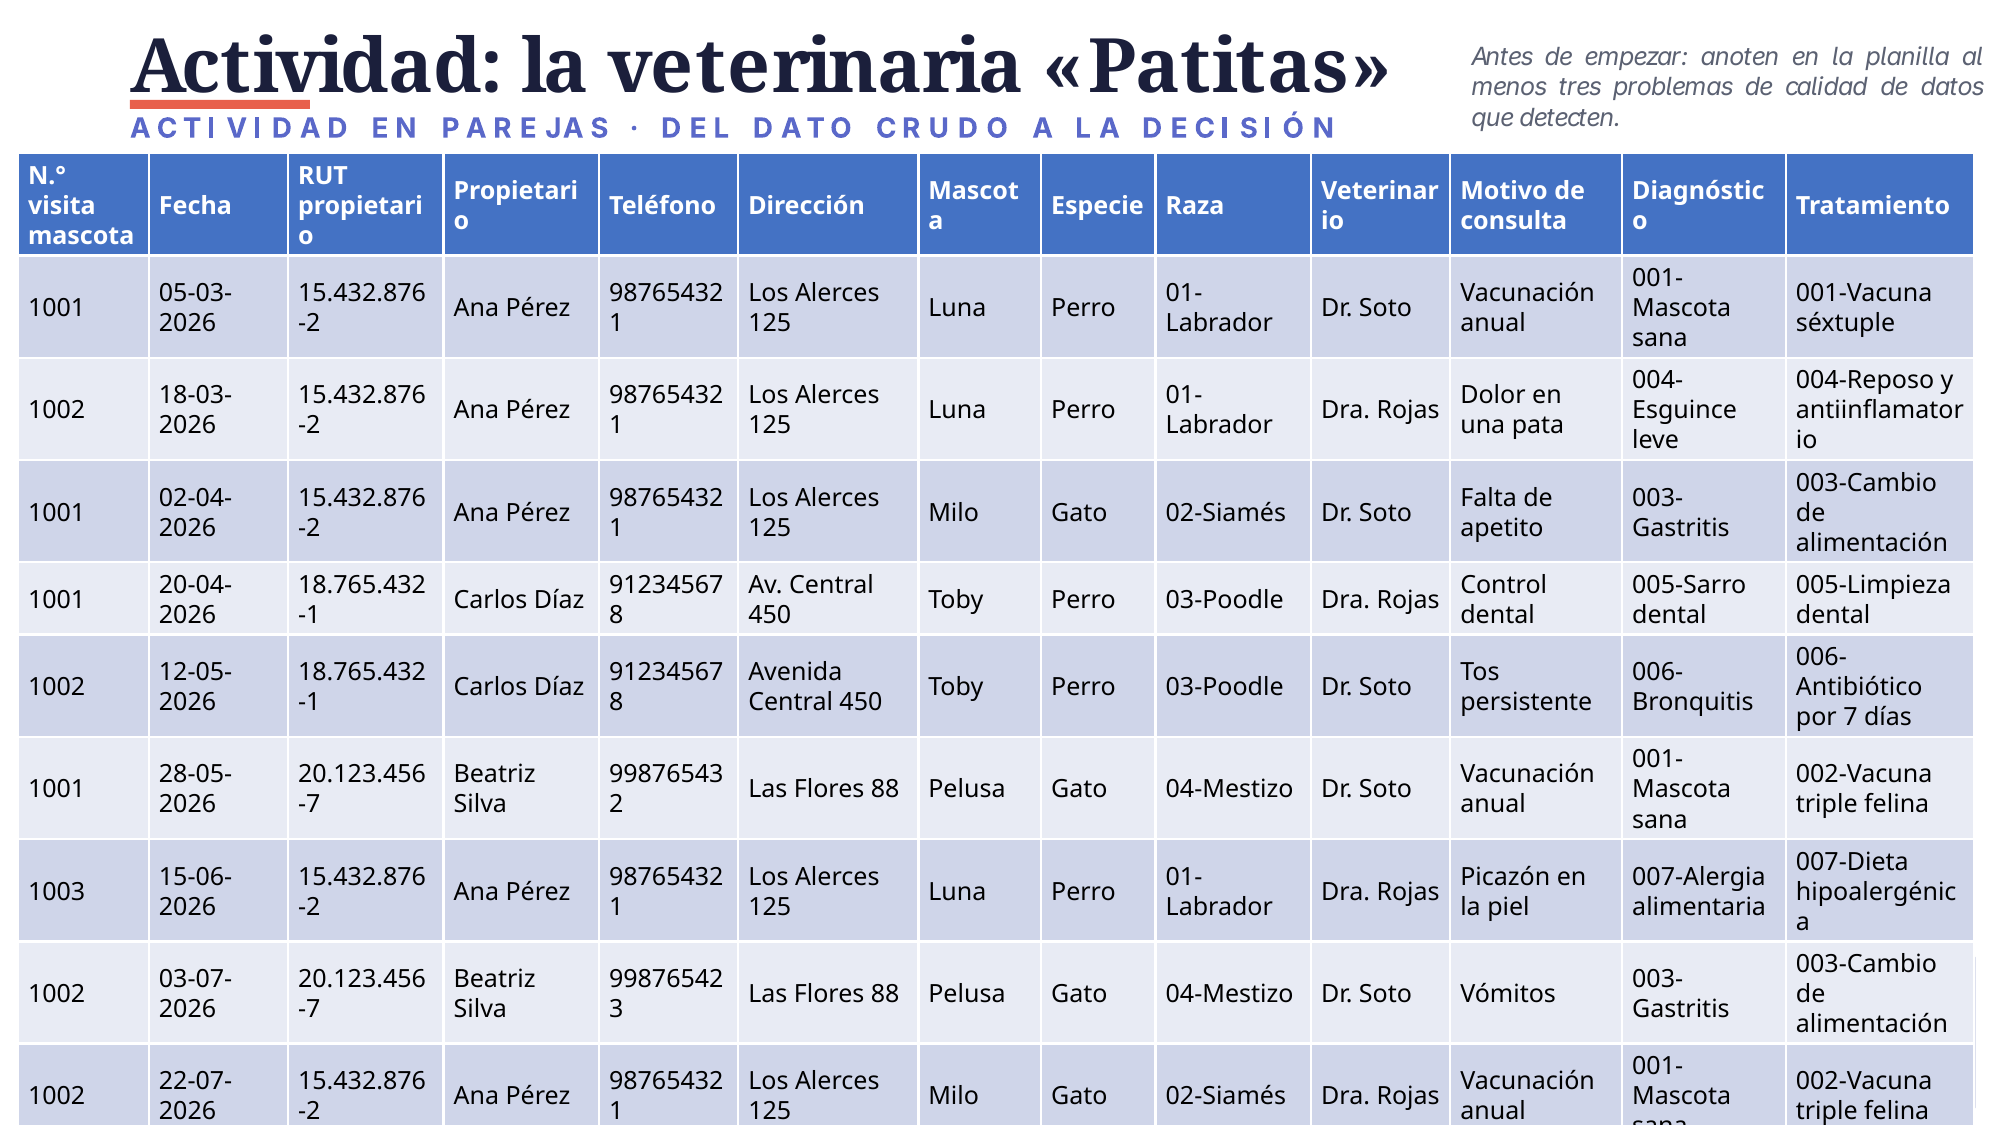 Actividad: la veterinaria «Patitas»
ACTIVIDAD EN PAREJAS · DEL DATO CRUDO A LA DECISIÓN
Antes de empezar: anoten en la planilla al
menos tres problemas de calidad de datos
que detecten.
N.° visita mascota | Fecha | RUT propietario | Propietario | Teléfono | Dirección | Mascota | Especie | Raza | Veterinario | Motivo de consulta | Diagnóstico | Tratamiento
1001 | 05-03-2026 | 15.432.876-2 | Ana Pérez | 987654321 | Los Alerces 125 | Luna | Perro | 01-Labrador | Dr. Soto | Vacunación anual | 001-Mascota sana | 001-Vacuna séxtuple
1002 | 18-03-2026 | 15.432.876-2 | Ana Pérez | 987654321 | Los Alerces 125 | Luna | Perro | 01-Labrador | Dra. Rojas | Dolor en una pata | 004-Esguince leve | 004-Reposo y antiinflamatorio
1001 | 02-04-2026 | 15.432.876-2 | Ana Pérez | 987654321 | Los Alerces 125 | Milo | Gato | 02-Siamés | Dr. Soto | Falta de apetito | 003-Gastritis | 003-Cambio de alimentación
1001 | 20-04-2026 | 18.765.432-1 | Carlos Díaz | 912345678 | Av. Central 450 | Toby | Perro | 03-Poodle | Dra. Rojas | Control dental | 005-Sarro dental | 005-Limpieza dental
1002 | 12-05-2026 | 18.765.432-1 | Carlos Díaz | 912345678 | Avenida Central 450 | Toby | Perro | 03-Poodle | Dr. Soto | Tos persistente | 006-Bronquitis | 006-Antibiótico por 7 días
1001 | 28-05-2026 | 20.123.456-7 | Beatriz Silva | 998765432 | Las Flores 88 | Pelusa | Gato | 04-Mestizo | Dr. Soto | Vacunación anual | 001-Mascota sana | 002-Vacuna triple felina
1003 | 15-06-2026 | 15.432.876-2 | Ana Pérez | 987654321 | Los Alerces 125 | Luna | Perro | 01-Labrador | Dra. Rojas | Picazón en la piel | 007-Alergia alimentaria | 007-Dieta hipoalergénica
1002 | 03-07-2026 | 20.123.456-7 | Beatriz Silva | 998765423 | Las Flores 88 | Pelusa | Gato | 04-Mestizo | Dr. Soto | Vómitos | 003-Gastritis | 003-Cambio de alimentación
1002 | 22-07-2026 | 15.432.876-2 | Ana Pérez | 987654321 | Los Alerces 125 | Milo | Gato | 02-Siamés | Dra. Rojas | Vacunación anual | 001-Mascota sana | 002-Vacuna triple felina